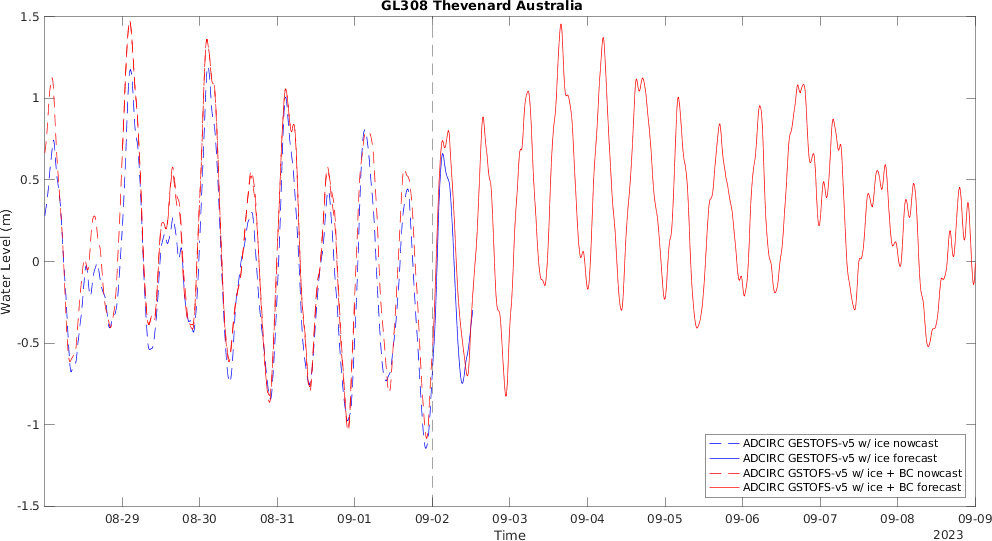 GL308 Thevenard Australia
1.5
1
0.5
0
-0.5
-1
-1.5
Water Level (m)
08-29 08-30 08-31 09-01 09-02 09-03 09-04 09-05 09-06 09-07 09-08 09-09
Time
2023
ADCIRC GESTOFS-v5 w/ ice nowcast
ADCIRC GESTOFS-v5 w/ ice forecast
ADCIRC GSTOFS-v5 w/ ice + BC nowcast
ADCIRC GSTOFS-v5 w/ ice + BC forecast